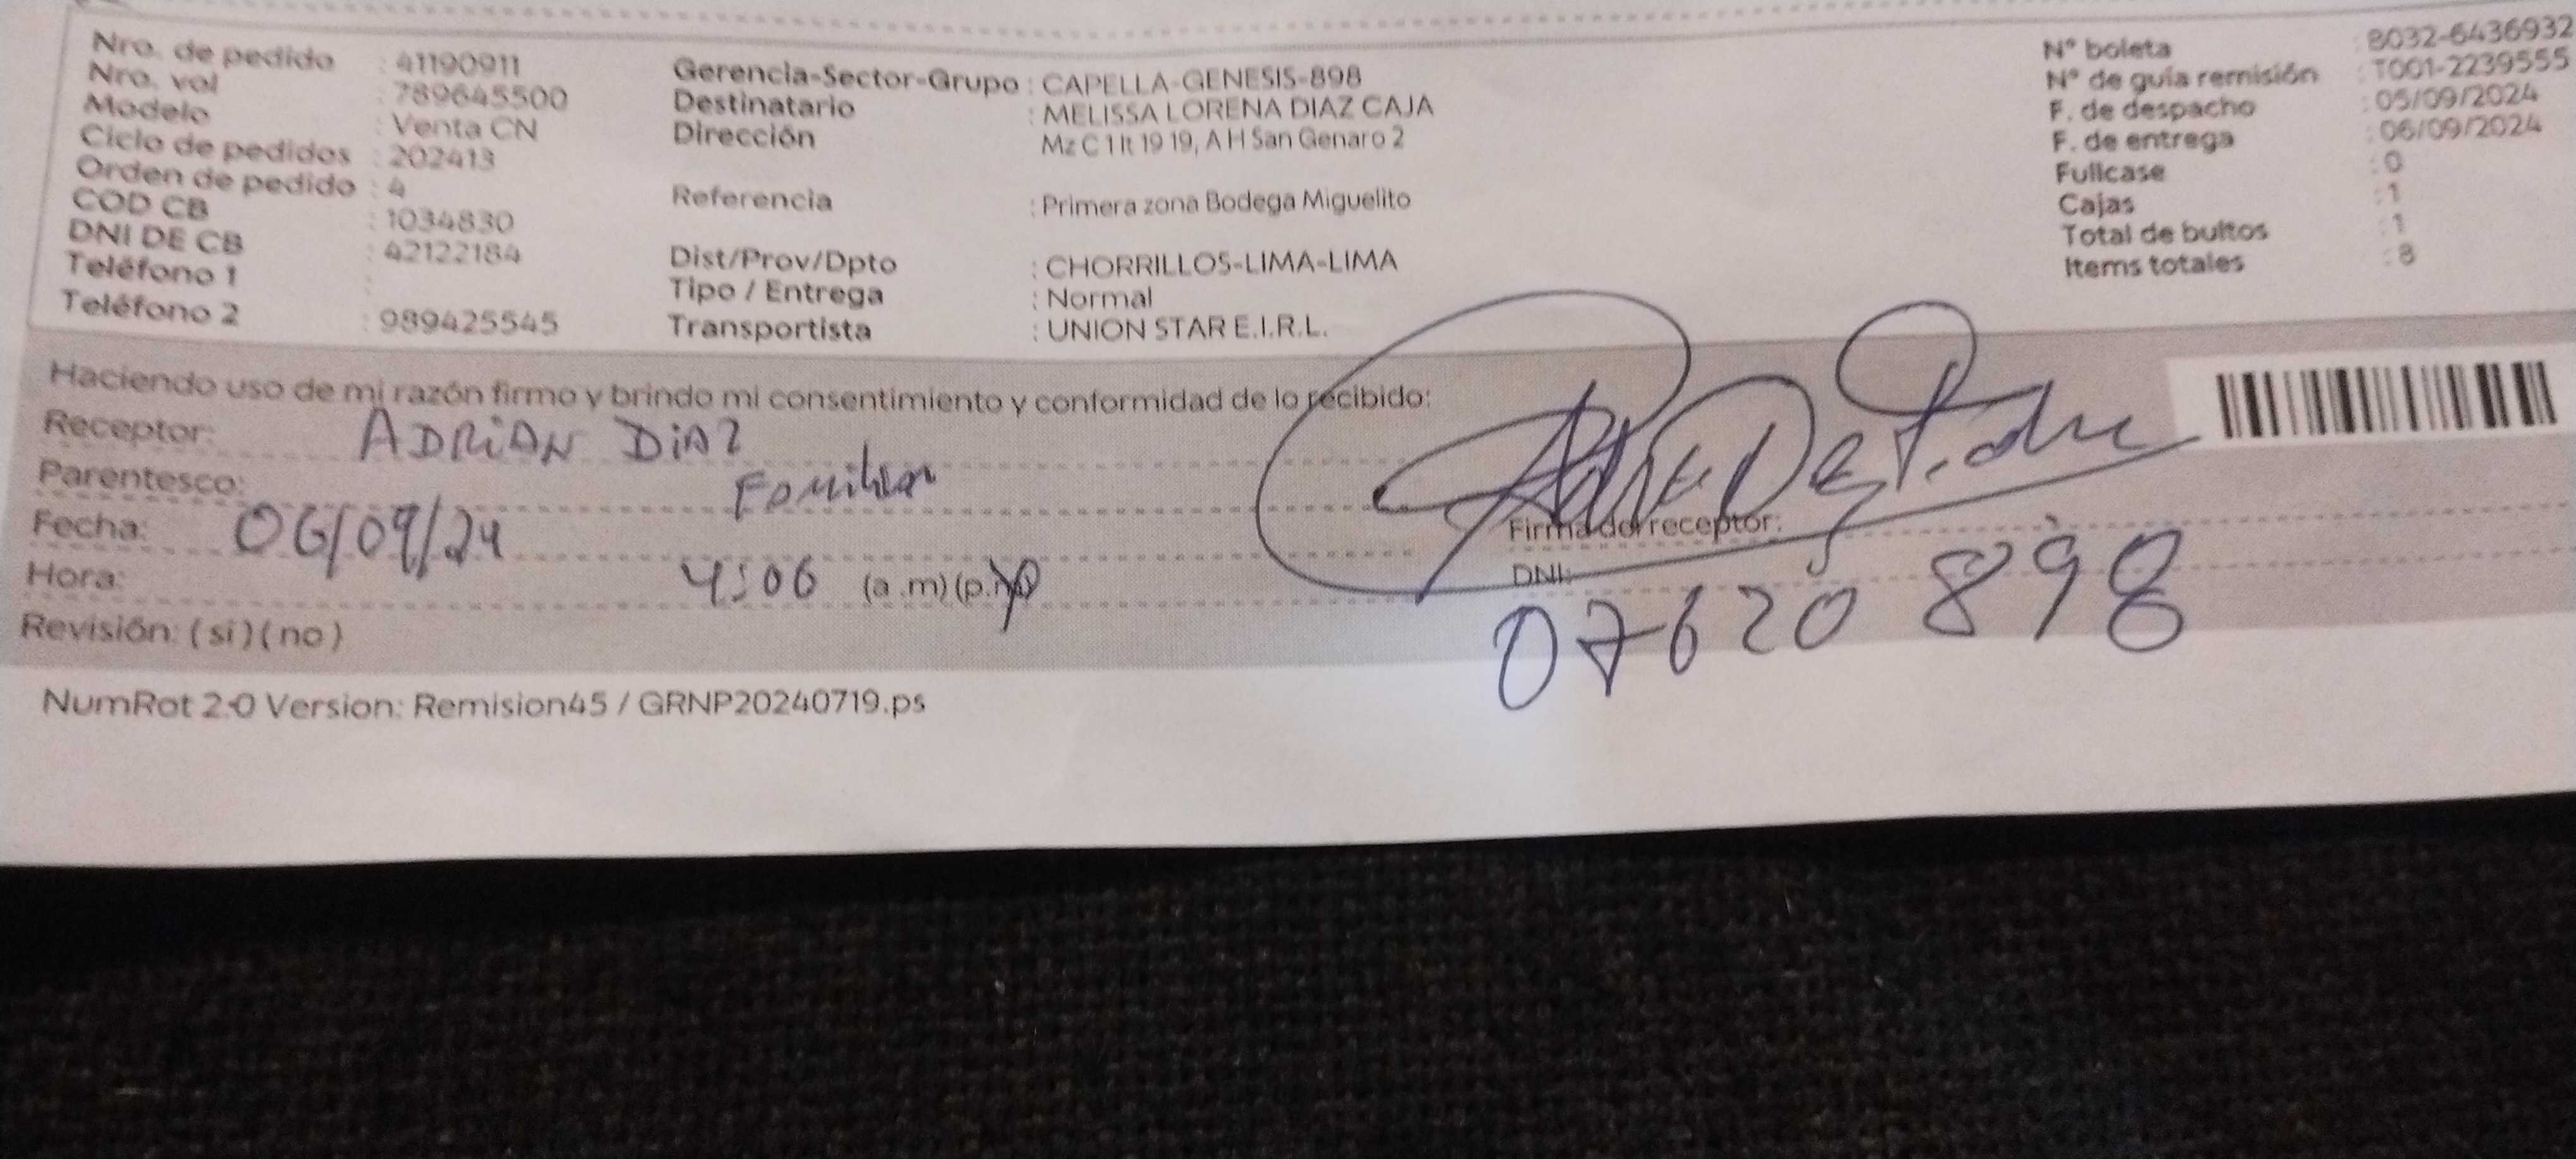 Nro. de pedido : 41190911
Nro. vol : 789645500
Modelo : Venta CN
Ciclo de pedidos : 202413
Orden de pedido : 4
COD CB : 1034830
DNI DE CB : 42122184
Teléfono 1 :
Teléfono 2 : 989425545
Gerencia-Sector-Grupo : CAPELLA-GENESIS-898
Destinatario : MELISSA LORENA DIAZ CAJA
Dirección Mz C 1 lt 19 19, A H San Genaro 2
Referencia : Primera zona Bodega Miguelito
Dist/Prov/Dpto : CHORRILLOS-LIMA-LIMA
Tipo / Entrega : Normal
Transportista : UNION STAR E.I.R.L.
N° boleta : 8032-6436932
N° de guía remisión : T001-2239555
F. de despacho : 05/09/2024
F. de entrega : 06/09/2024
Fullcase : 0
Cajas : 1
Total de bultos : 1
Items totales : 8
Haciendo uso de mi razón firmo y brindo mi consentimiento y conformidad de lo recibido:
Receptor: ADRiAN DiAZ
Parentesco: Familiar
Fecha: 06/09/24
Hora: 4:06 (a .m) (p.m)
Revisión: ( si ) ( no )
Firma del receptor:
DNI:
07620898
NumRot 2.0 Version: Remision45 / GRNP20240719.ps